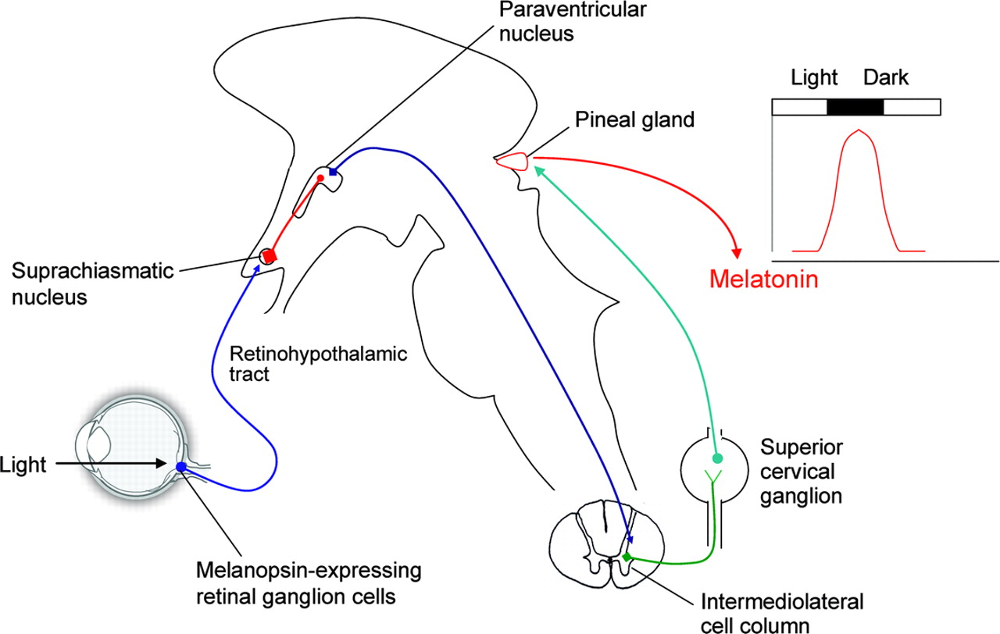 Paraventricular
nucleus
Light Dark
Pineal gland
Suprachiasmatic
nucleus
Melatonin
Retinohypothalamic
tract
Light
Superior
cervical
ganglion
Melanopsin-expressing
retinal ganglion cells
Intermediolateral
cell column